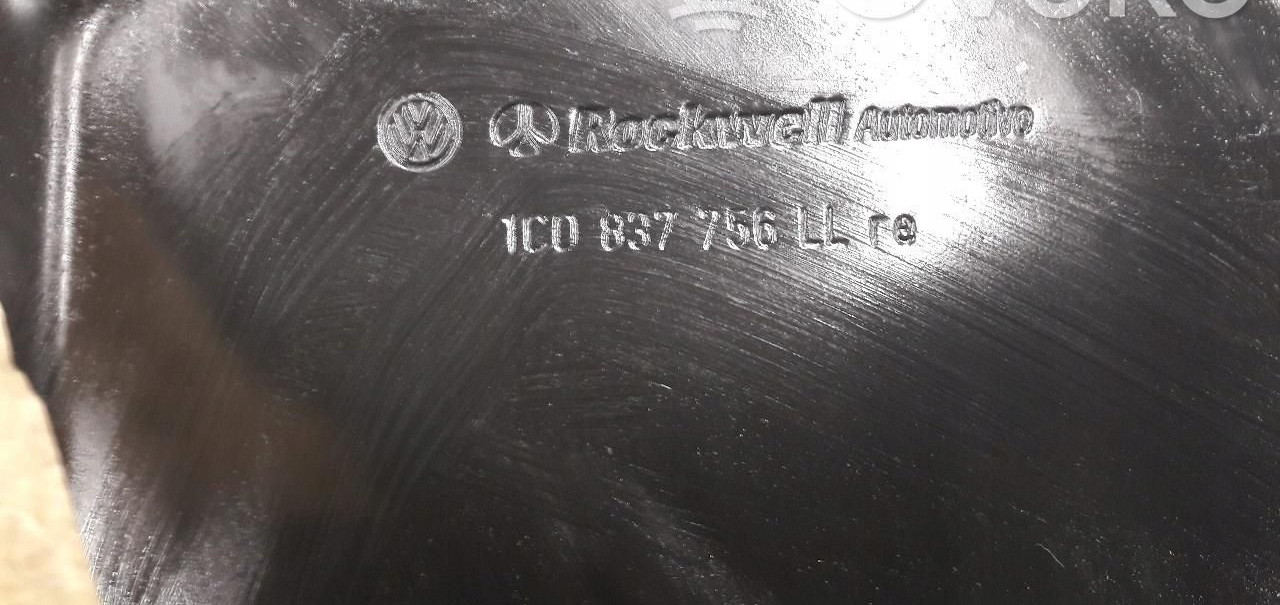 Rockwell Automotive
1C0 837 756 LL re